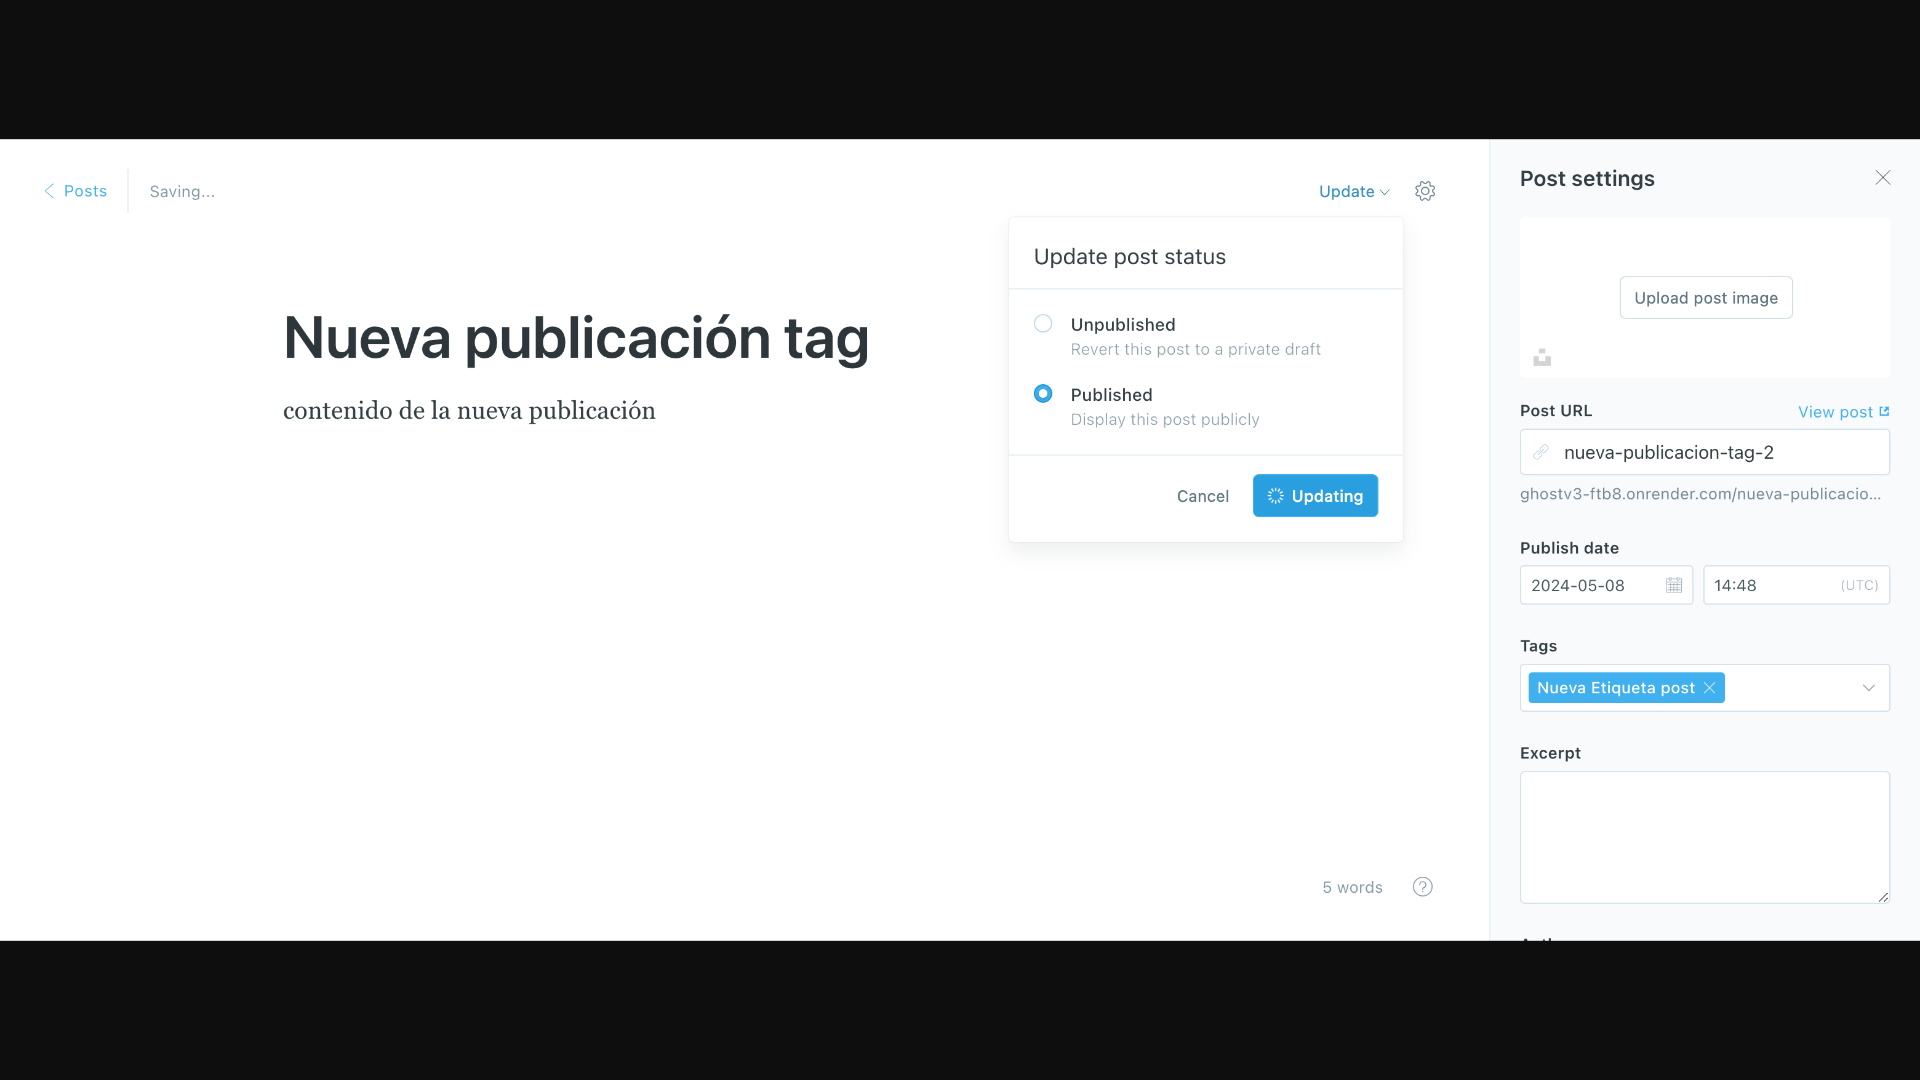 Posts
Saving...
Update
Update post status
Unpublished
Revert this post to a private draft
Published
Display this post publicly
Cancel
Updating
Nueva publicación tag
contenido de la nueva publicación
5 words
?
Post settings
Upload post image
Post URL
View post
nueva-publicacion-tag-2
ghostv3-ftb8.onrender.com/nueva-publicacio...
Publish date
2024-05-08
14:48
(UTC)
Tags
Nueva Etiqueta post
Excerpt